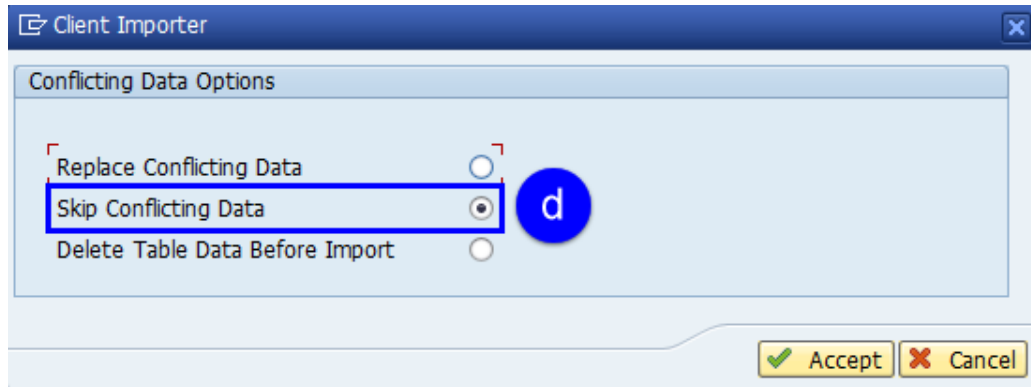 Client Importer
Conflicting Data Options
Replace Conflicting Data
Skip Conflicting Data
d
Delete Table Data Before Import
Accept Cancel